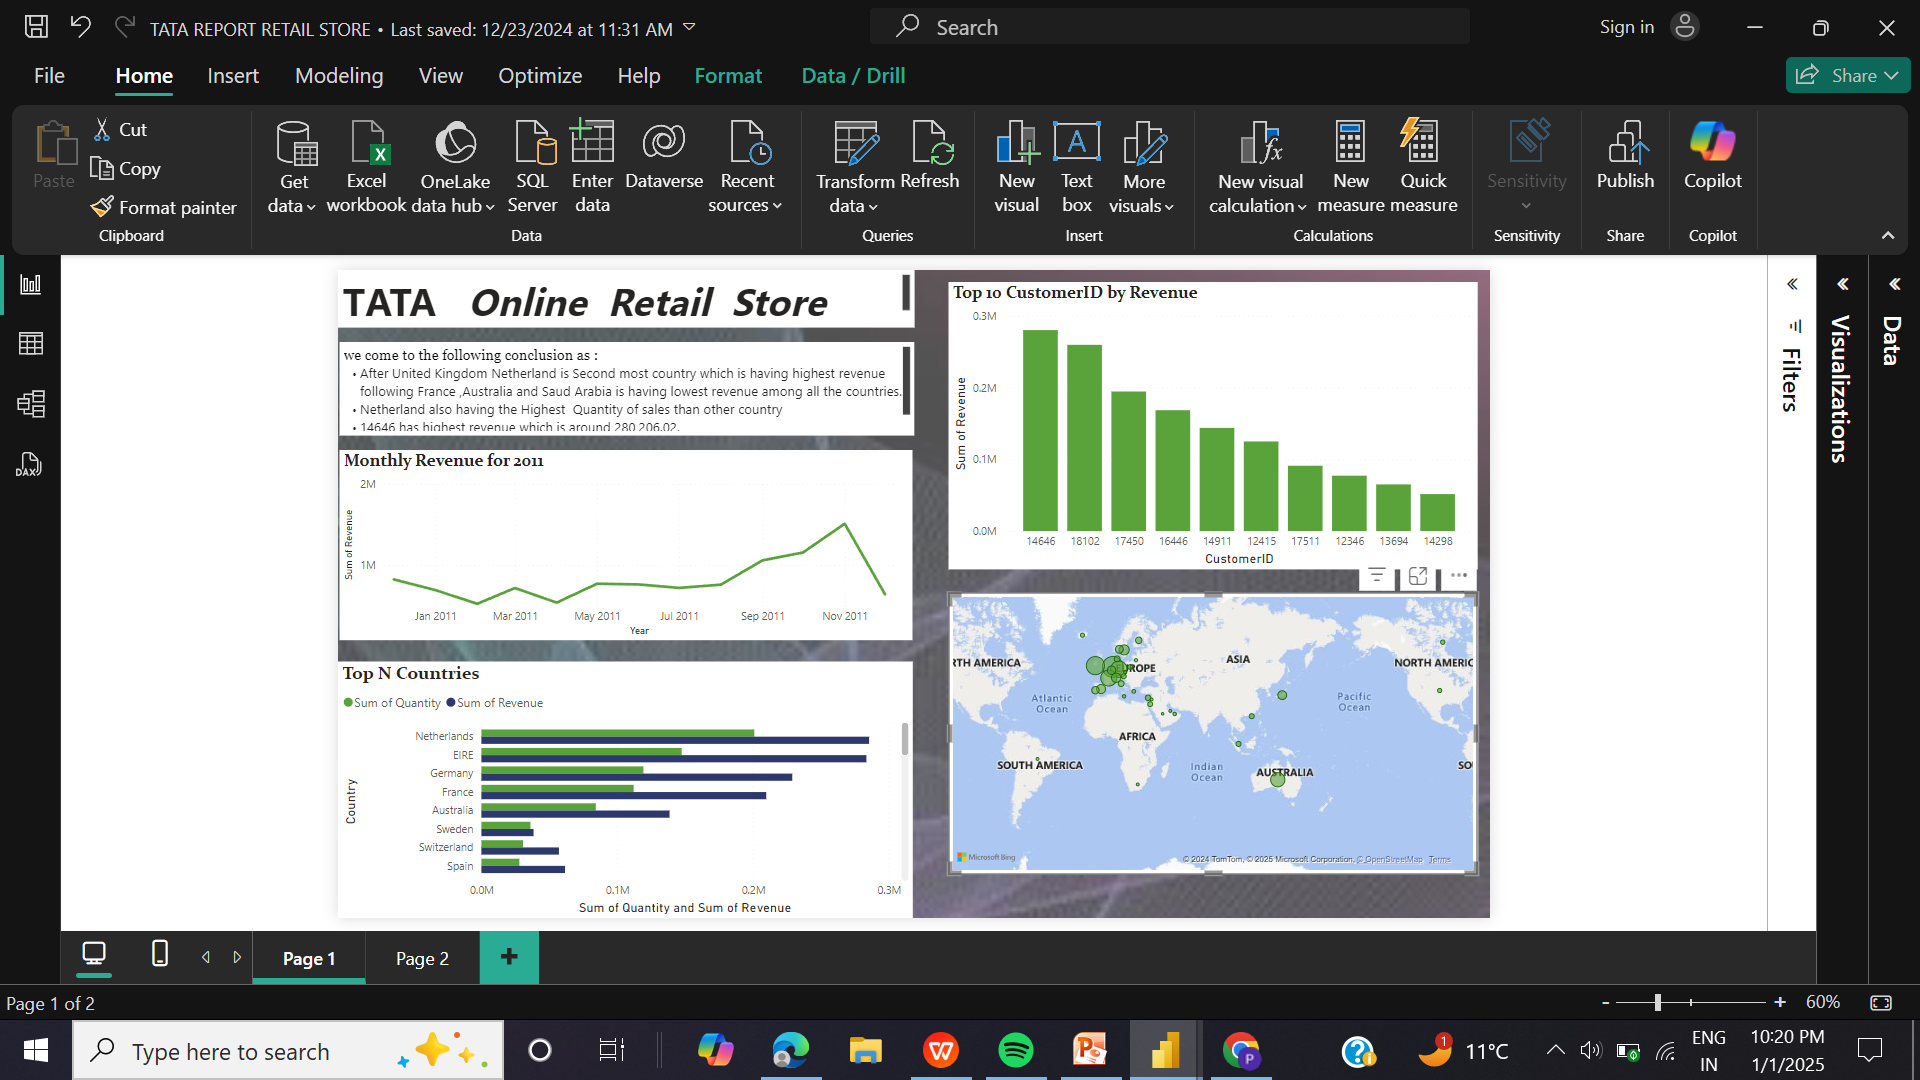 TATA REPORT RETAIL STORE • Last saved: 12/23/2024 at 11:31 AM
Search
Sign in
File Home Insert Modeling View Optimize Help Format Data / Drill
Share
Paste
Cut
Copy
Format painter
Clipboard
Get data
Excel workbook
OneLake data hub
SQL Server
Enter data
Dataverse
Recent sources
Data
Transform data
Refresh
Queries
New visual
Text box
More visuals
Insert
New visual calculation
New measure
Quick measure
Calculations
Sensitivity
Sensitivity
Publish
Share
Copilot
Copilot
DAX
TATA Online Retail Store
we come to the following conclusion as :
• After United Kingdom Netherland is Second most country which is having highest revenue
following France ,Australia and Saud Arabia is having lowest revenue among all the countries.
• Netherland also having the Highest Quantity of sales than other country
• 14646 has highest revenue which is around 280,206.02.
Monthly Revenue for 2011
2M
1M
Sum of Revenue
Jan 2011 Mar 2011 May 2011 Jul 2011 Sep 2011 Nov 2011
Year
Top N Countries
Sum of Quantity Sum of Revenue
Country
Netherlands
EIRE
Germany
France
Australia
Sweden
Switzerland
Spain
0.0M 0.1M 0.2M 0.3M
Sum of Quantity and Sum of Revenue
Top 10 CustomerID by Revenue
0.3M
0.2M
0.1M
0.0M
Sum of Revenue
14646 18102 17450 16446 14911 12415 17511 12346 13694 14298
CustomerID
RTH AMERICA
EUROPE
ASIA
NORTH AMERIC
Atlantic Ocean
Pacific Ocean
AFRICA
SOUTH AMERICA
Indian Ocean
AUSTRALIA
SO
Microsoft Bing
© 2024 TomTom, © 2025 Microsoft Corporation, © OpenStreetMap Terms
Filters
Visualizations
Data
Page 1
Page 2
+
Page 1 of 2
- + 60%
Type here to search
1
11°C
ENG
IN
10:20 PM
1/1/2025